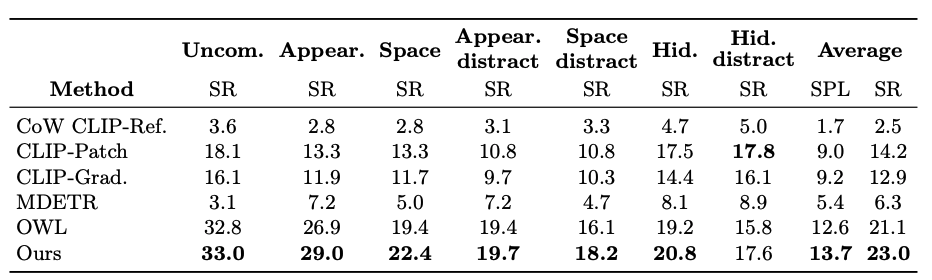 Method Uncom. Appear. Space Appear. distract Space distract Hid. Hid. distract Average
SR SR SR SR SR SR SR SPL SR
CoW CLIP-Ref. 3.6 2.8 2.8 3.1 3.3 4.7 5.0 1.7 2.5
CLIP-Patch 18.1 13.3 13.3 10.8 10.8 17.5 17.8 9.0 14.2
CLIP-Grad. 16.1 11.9 11.7 9.7 10.3 14.4 16.1 9.2 12.9
MDETR 3.1 7.2 5.0 7.2 4.7 8.1 8.9 5.4 6.3
OWL 32.8 26.9 19.4 19.4 16.1 19.2 15.8 12.6 21.1
Ours 33.0 29.0 22.4 19.7 18.2 20.8 17.6 13.7 23.0